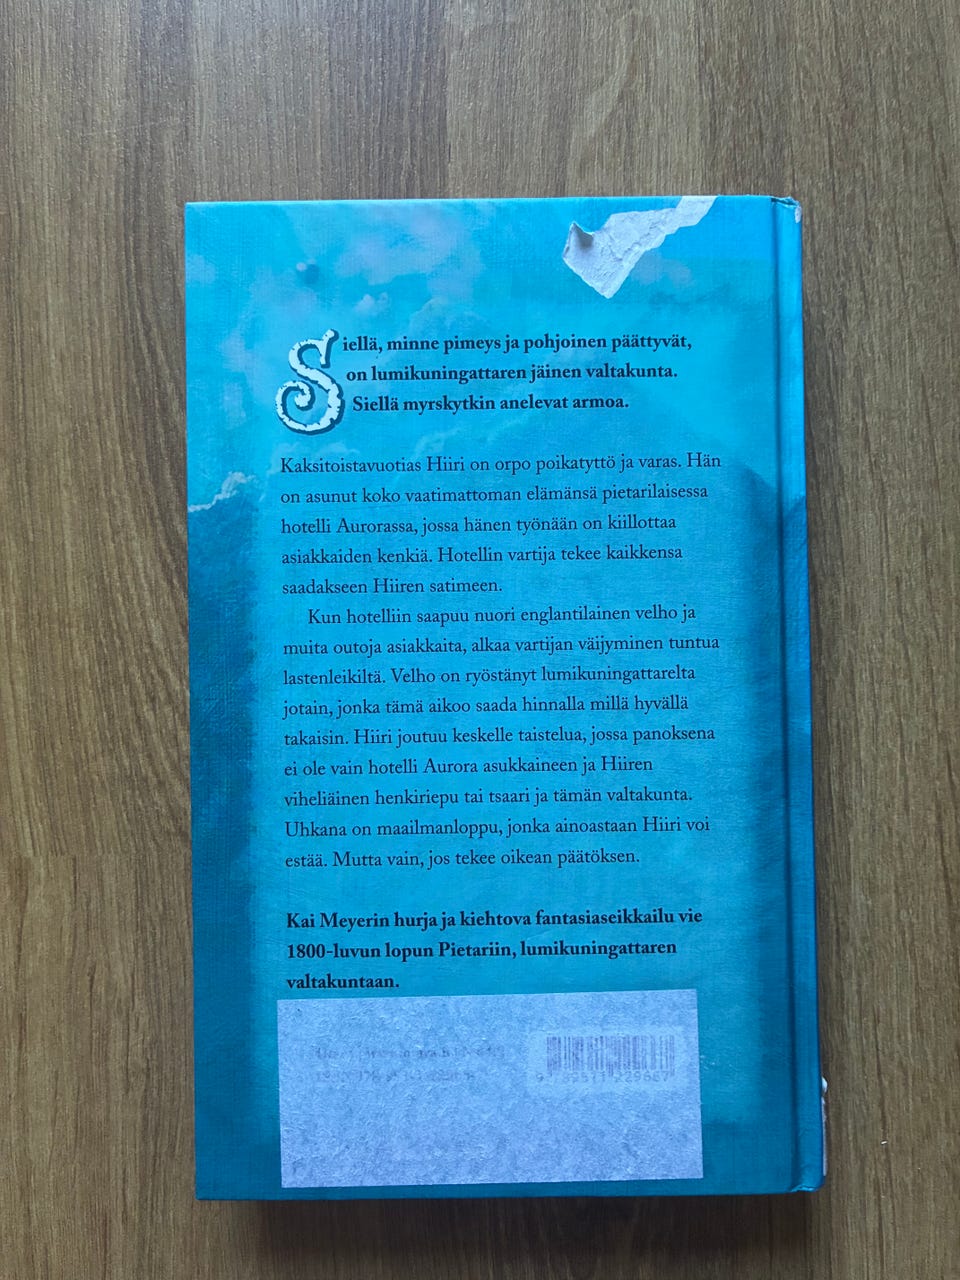 Siellä, minne pimeys ja pohjoinen päättyvät,
on lumikuningattaren jäinen valtakunta.
Siellä myrskytkin anelevat armoa.
Kaksitoistavuotias Hiiri on orpo poikatyttö ja varas. Hän
on asunut koko vaatimattoman elämänsä pietarilaisessa
hotelli Aurorassa, jossa hänen työnään on kiillottaa
asiakkaiden kenkiä. Hotellin vartija tekee kaikkensa
saadakseen Hiiren satimeen.
Kun hotelliin saapuu nuori englantilainen velho ja
muita outoja asiakkaita, alkaa vartijan väijyminen tuntua
lastenleikiltä. Velho on ryöstänyt lumikuningattarelta
jotain, jonka tämä aikoo saada hinnalla millä hyvällä
takaisin. Hiiri joutuu keskelle taistelua, jossa panoksena
ei ole vain hotelli Aurora asukkaineen ja Hiiren
viheliäinen henkiriepu tai tsaari ja tämän valtakunta.
Uhkana on maailmanloppu, jonka ainoastaan Hiiri voi
estää. Mutta vain, jos tekee oikean päätöksen.
Kai Meyerin hurja ja kiehtova fantasiaseikkailu vie
1800-luvun lopun Pietariin, lumikuningattaren
valtakuntaan.